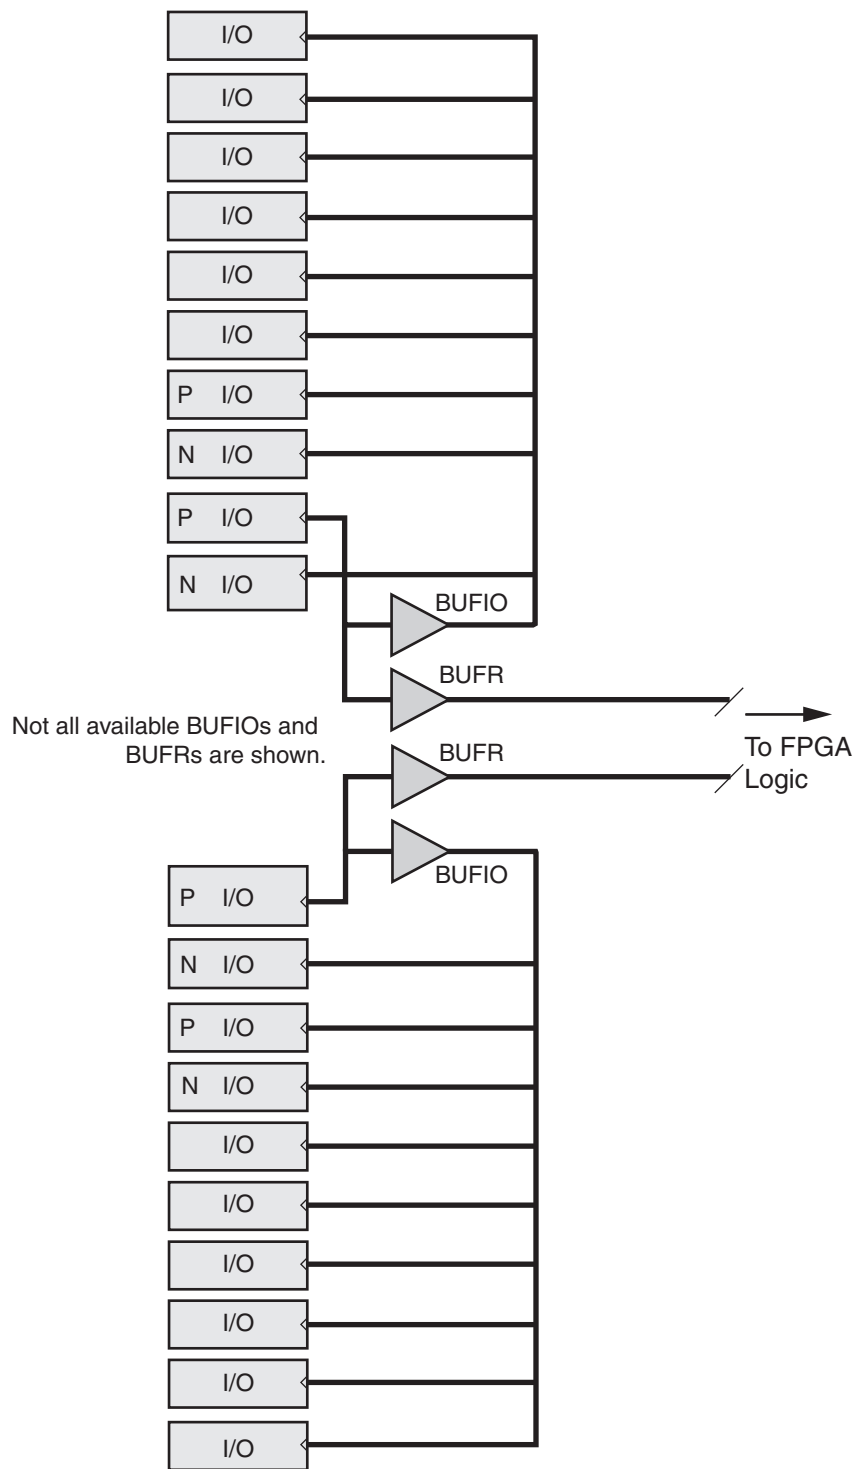 I/O
I/O
I/O
I/O
I/O
I/O
P I/O
N I/O
P I/O
N I/O
BUFIO
BUFR
Not all available BUFIOs and
BUFRs are shown.
To FPGA
Logic
BUFR
BUFIO
P I/O
N I/O
P I/O
N I/O
I/O
I/O
I/O
I/O
I/O
I/O